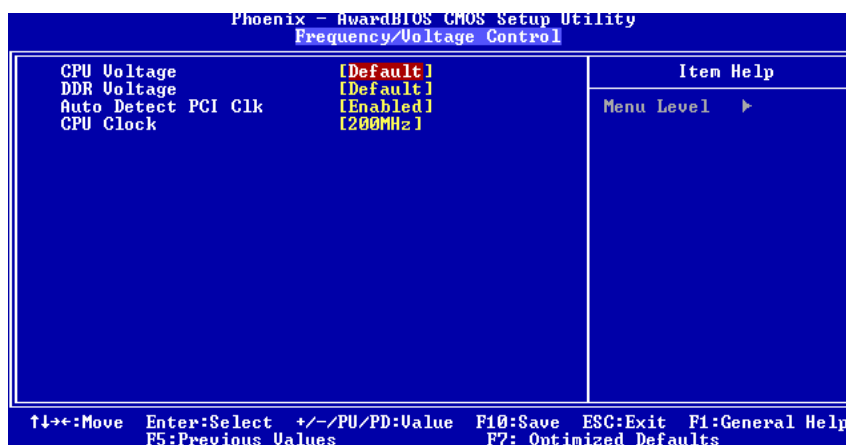 Phoenix - AwardBIOS CMOS Setup Utility
Frequency/Voltage Control
CPU Voltage [Default]
DDR Voltage [Default]
Auto Detect PCI Clk [Enabled]
CPU Clock [200MHz]
Item Help
Menu Level ▶
↑↓→←:Move Enter:Select +/-/PU/PD:Value F10:Save ESC:Exit F1:General Help
F5:Previous Values F7: Optimized Defaults